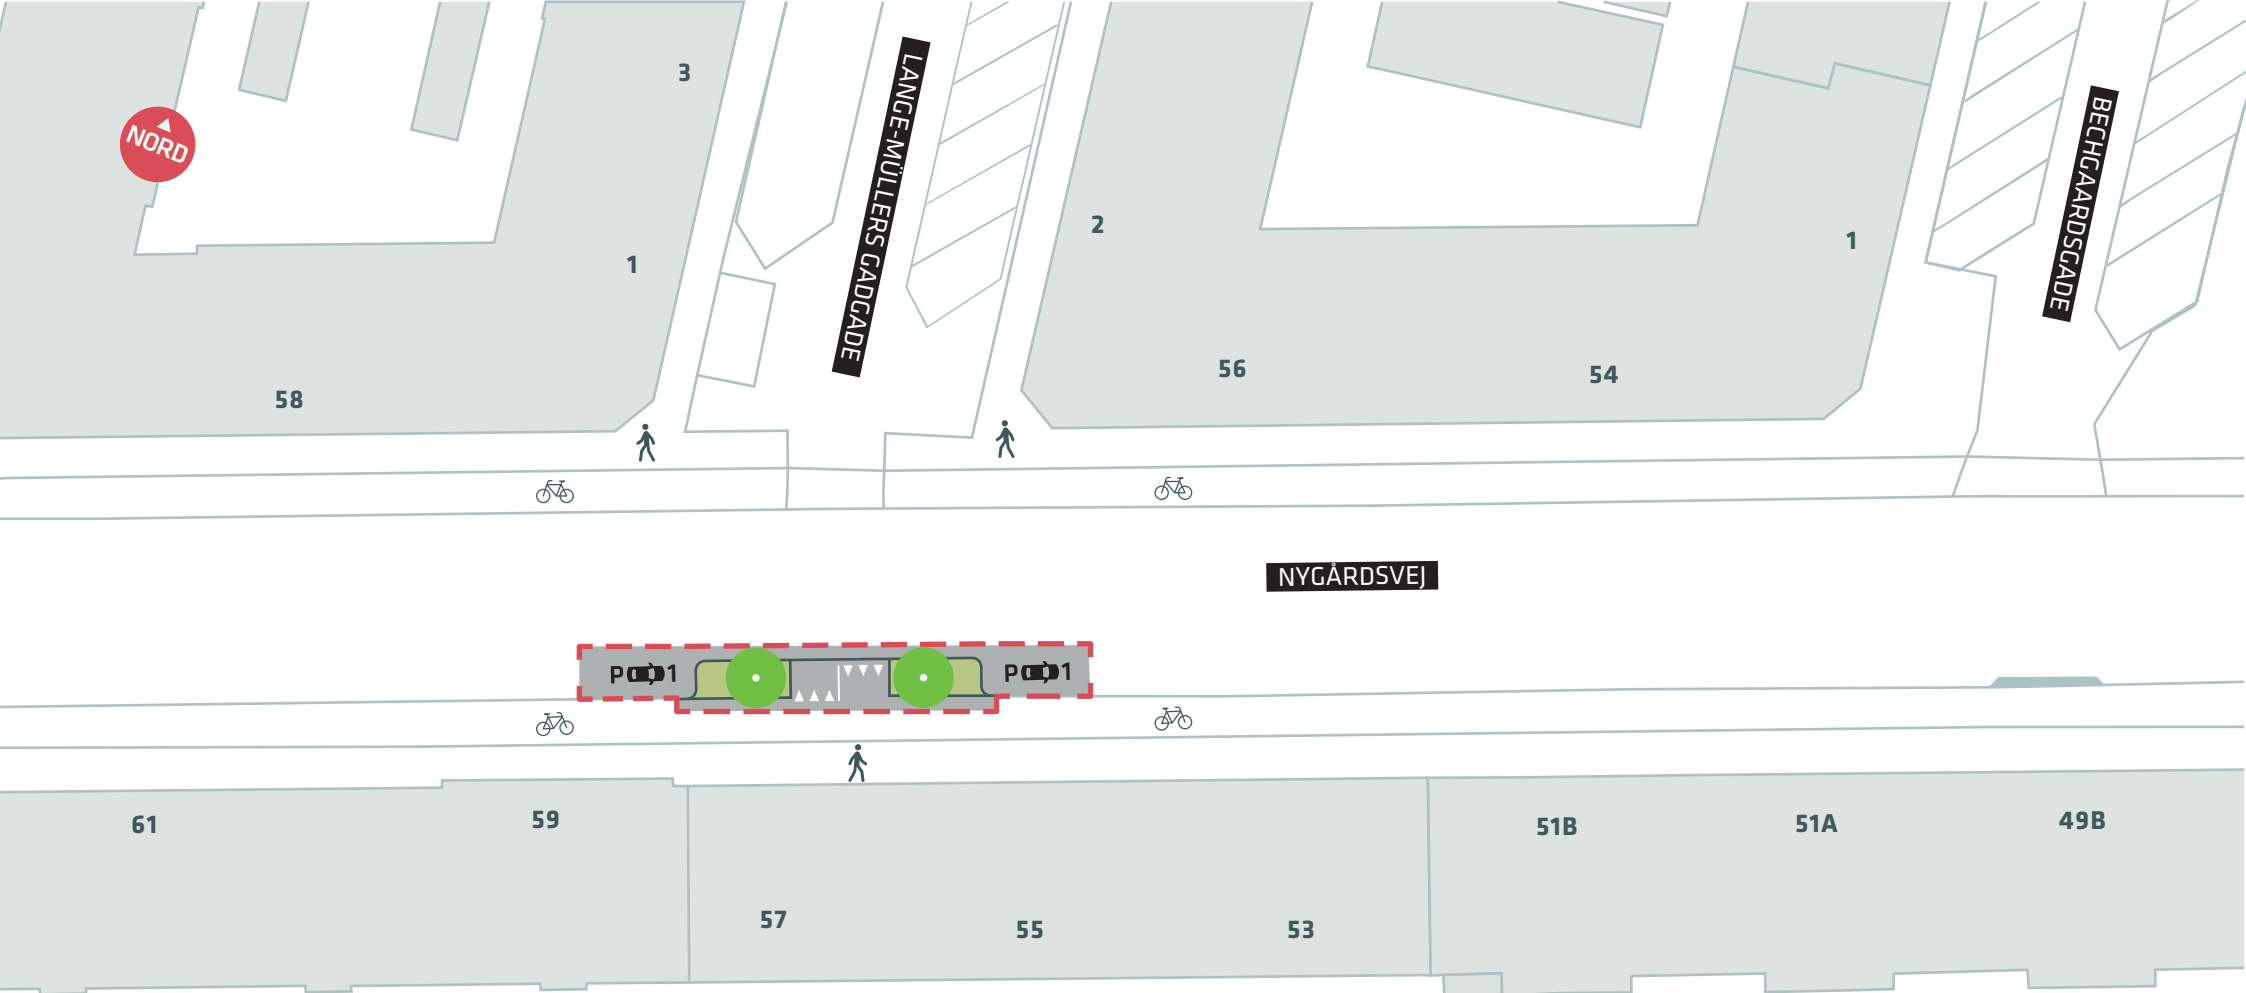 3
LANGE-MÜLLERS GADGADE
BECHGAARDSGADE
NORD
2
1
1
56
54
58
NYGÅRDSVEJ
P 1
P 1
61
59
51B
51A
49B
57
55
53